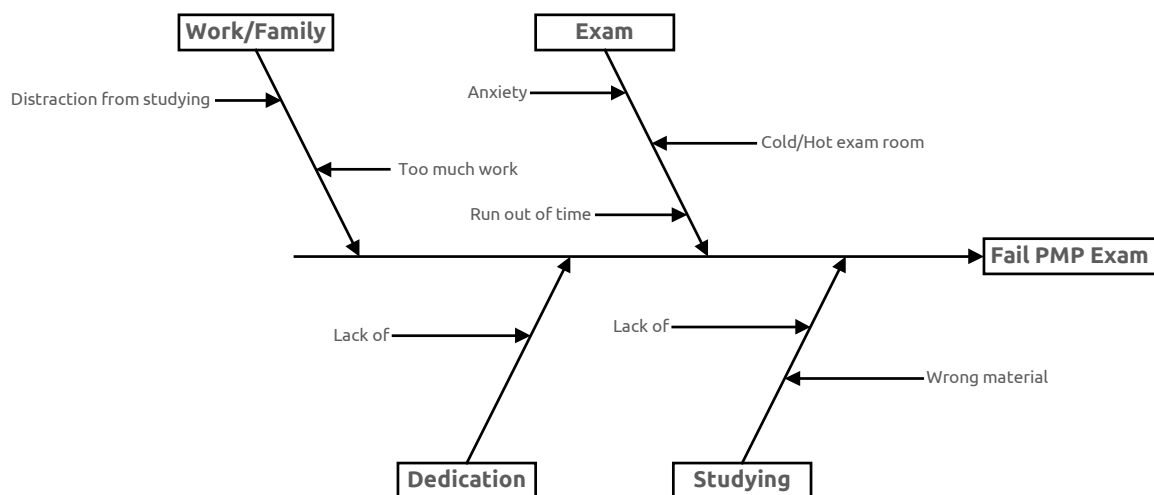 Work/Family
Exam
Distraction from studying
Anxiety
Cold/Hot exam room
Too much work
Run out of time
Fail PMP Exam
Lack of
Lack of
Wrong material
Dedication
Studying